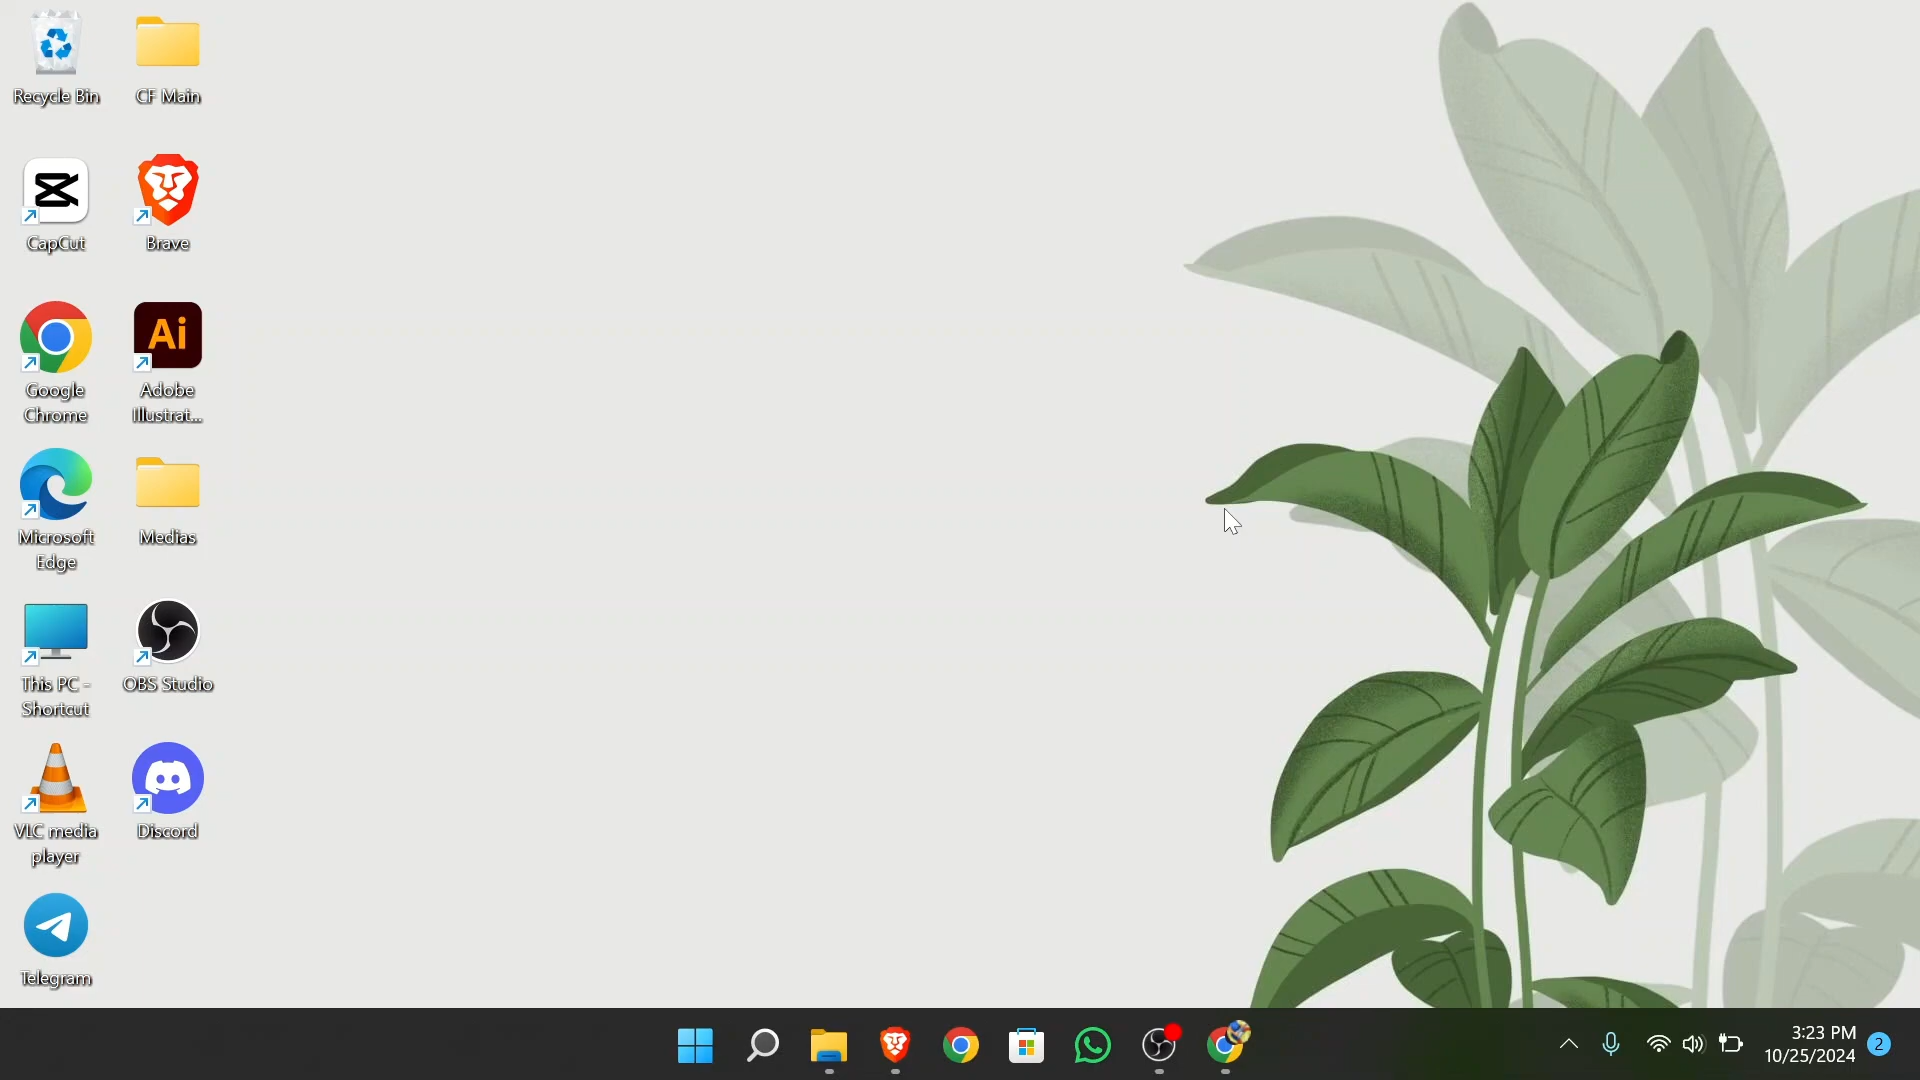 Recycle Bin
CF Main
CapCut
Brave
Google
Chrome
Ai
Adobe
Illustrat...
Microsoft
Edge
Medias
This PC -
Shortcut
OBS Studio
VLC media
player
Discord
Telegram
3:23 PM
10/25/2024
2